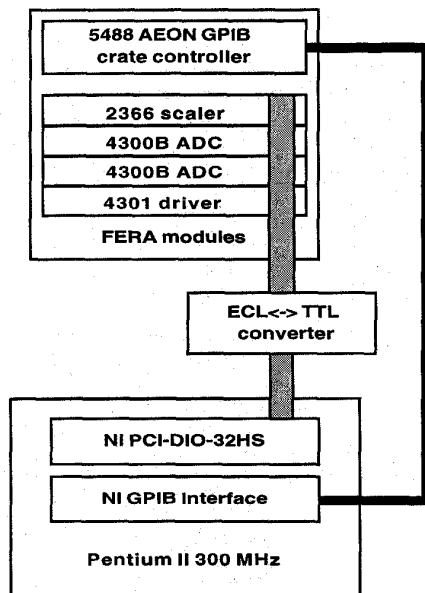 5488 AEON GPIB
crate controller
2366 scaler
4300B ADC
4300B ADC
4301 driver
FERA modules
ECL<-> TTL
converter
NI PCI-DIO-32HS
NI GPIB Interface
Pentium II 300 MHz